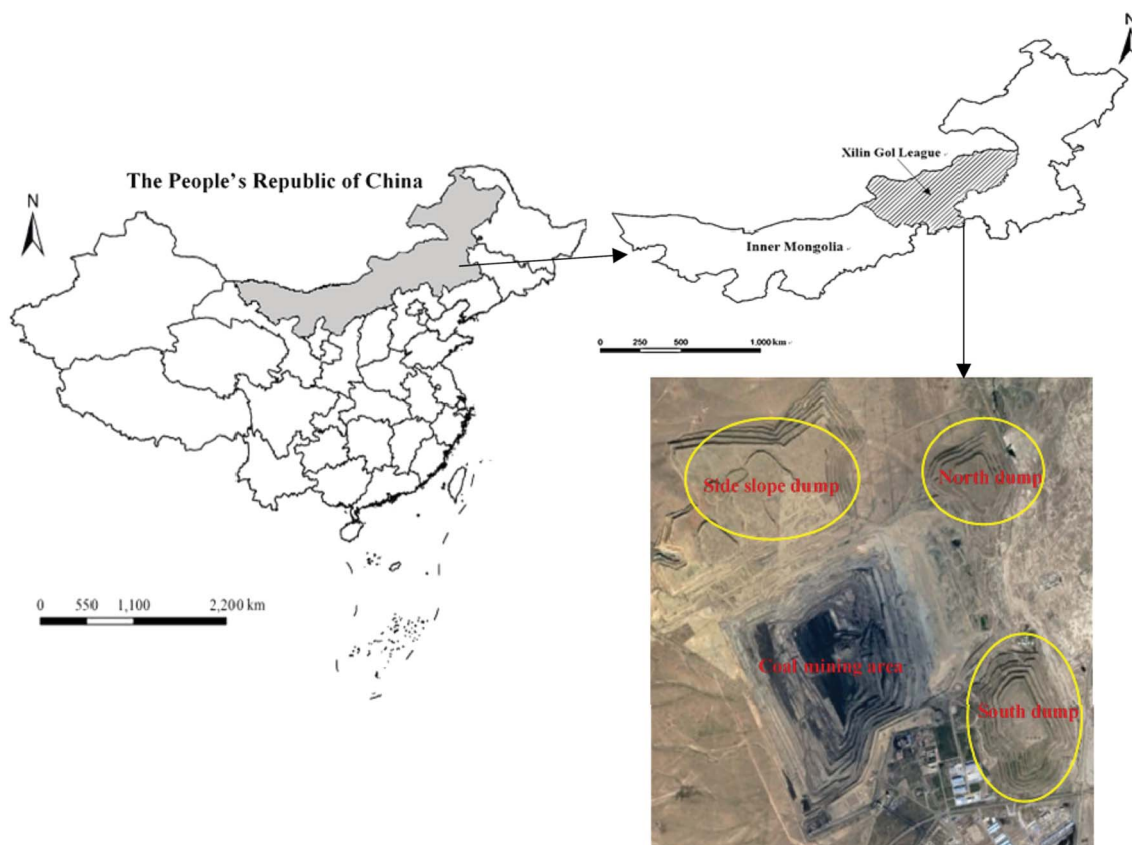 N
Xilin Gol League
The People's Republic of China
N
Inner Mongolia
0 250 500 1,000 km
Side slope dump
North dump
0 550 1,100 2,200 km
Coal mining area
South dump